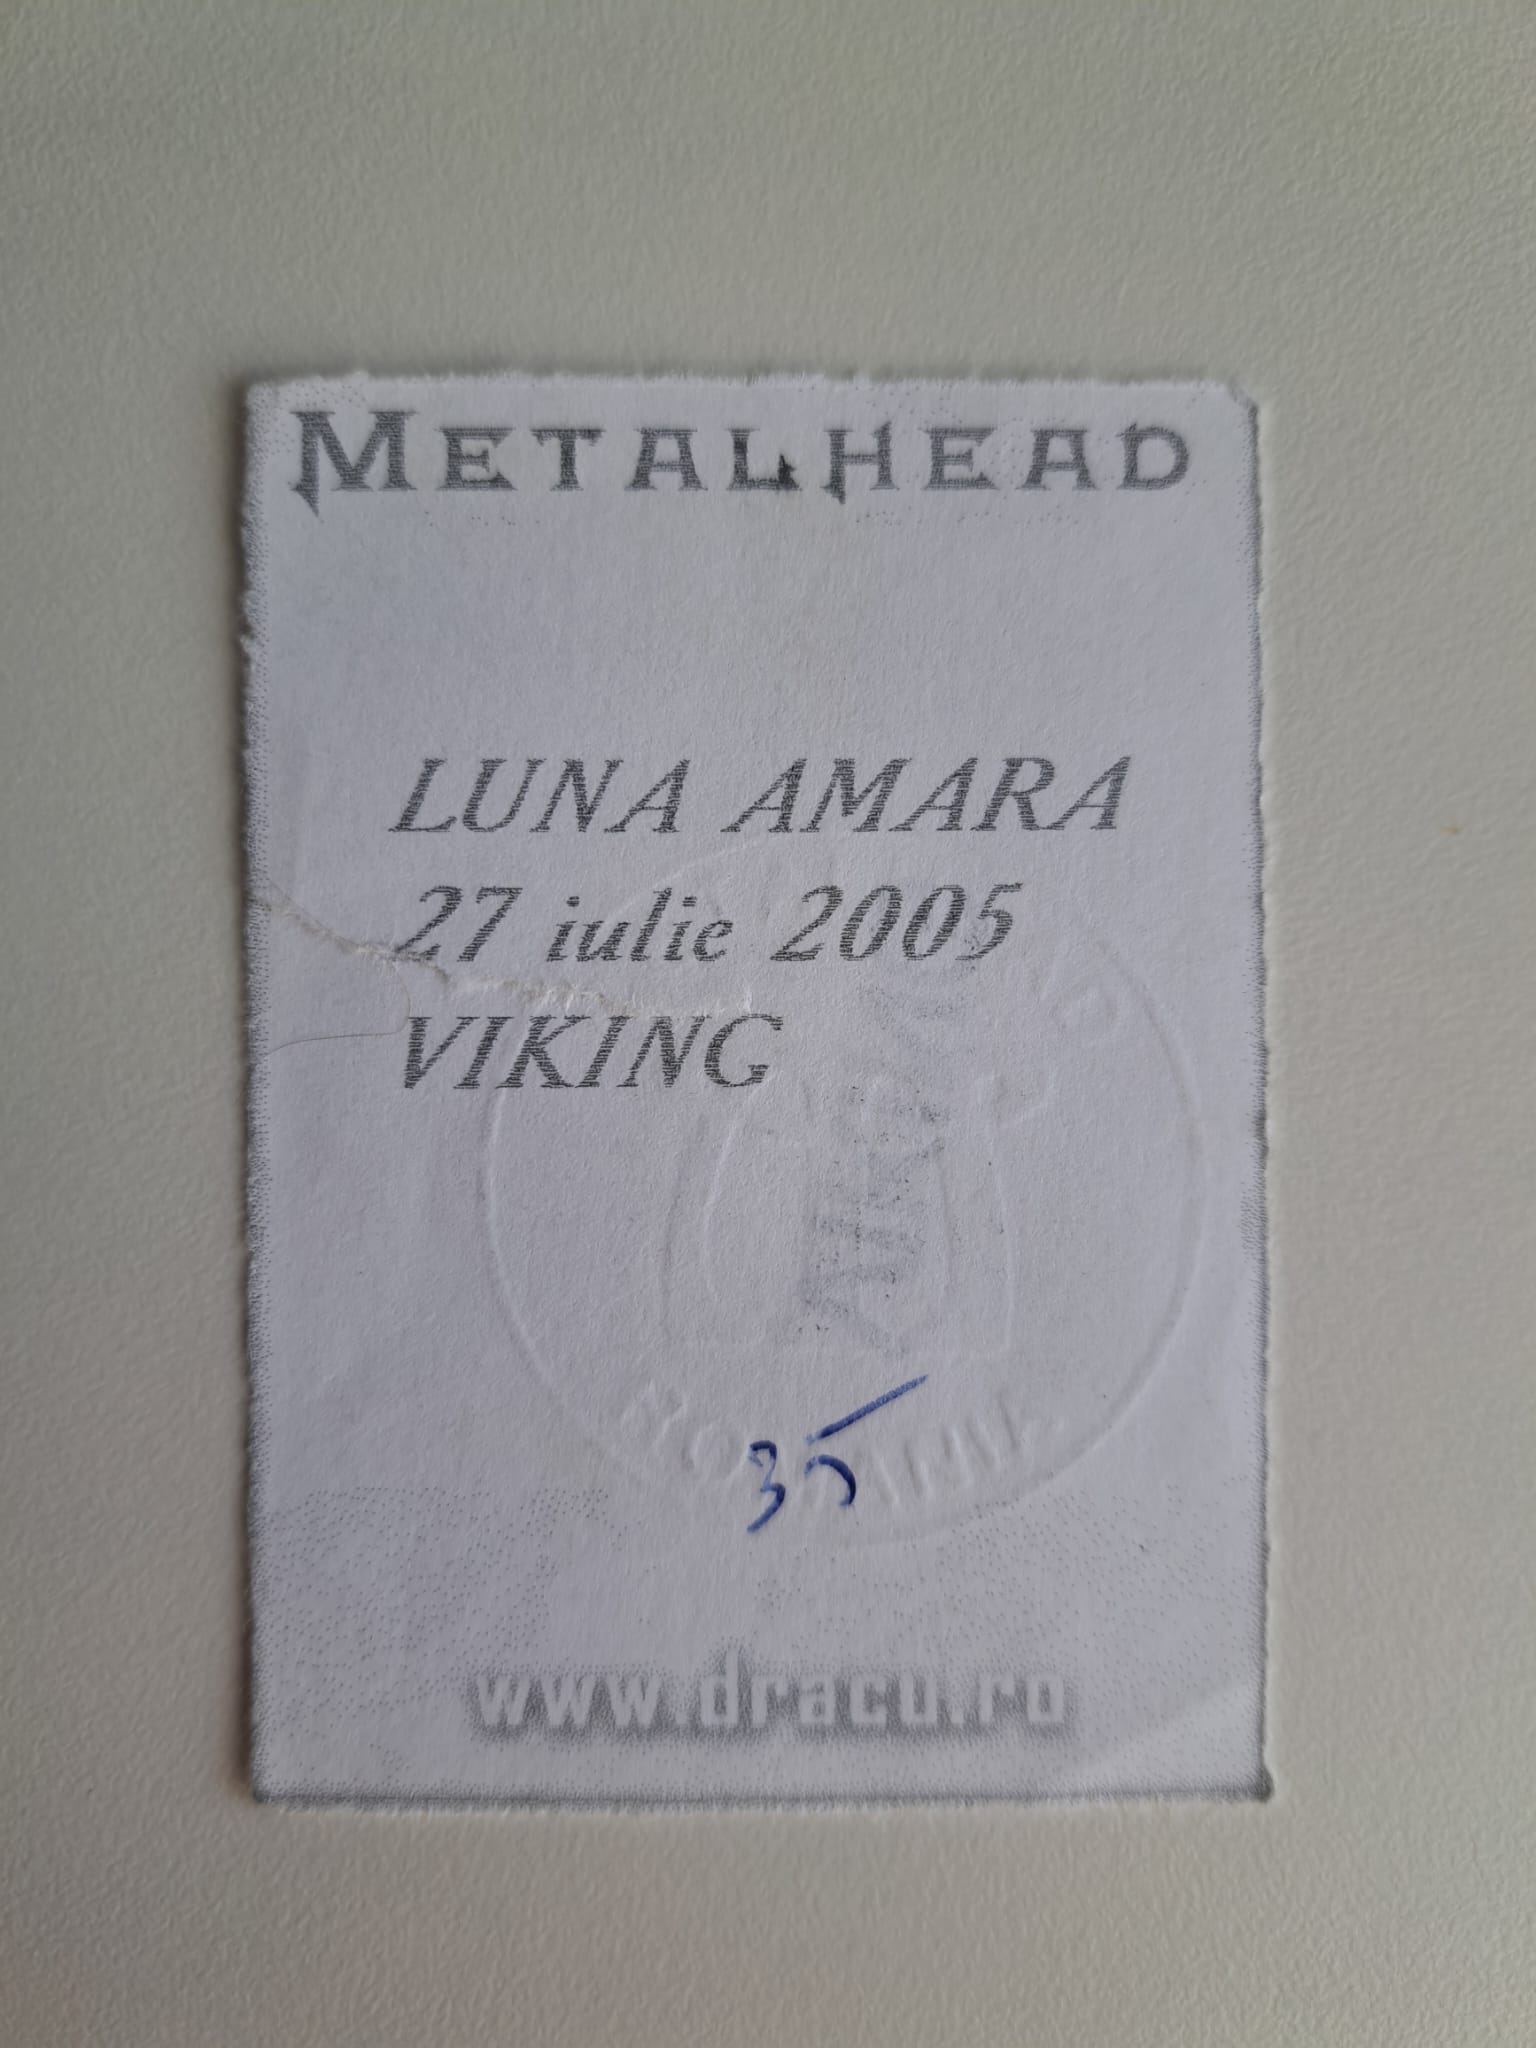 METALHEAD
LUNA AMARA
27 iulie 2005
VIKING
35
www.dracu.ro